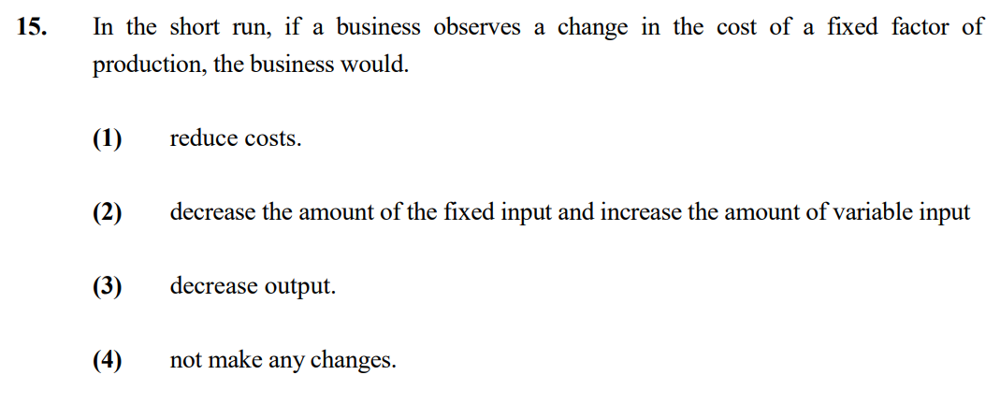 15. In the short run, if a business observes a change in the cost of a fixed factor of
production, the business would.
(1) reduce costs.
(2) decrease the amount of the fixed input and increase the amount of variable input
(3) decrease output.
(4) not make any changes.